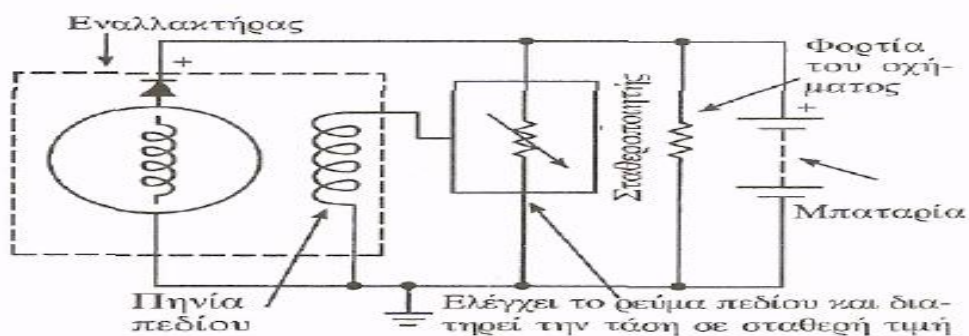 Εναλλακτήρας
+
Φορτία
του οχή-
ματος
+
Σταθεροποιητής
Μπαταρία
Πηνία
πεδίου
Ελέγχει το ρεύμα πεδίου και δια-
τηρεί την τάση σε σταθερή τιμή